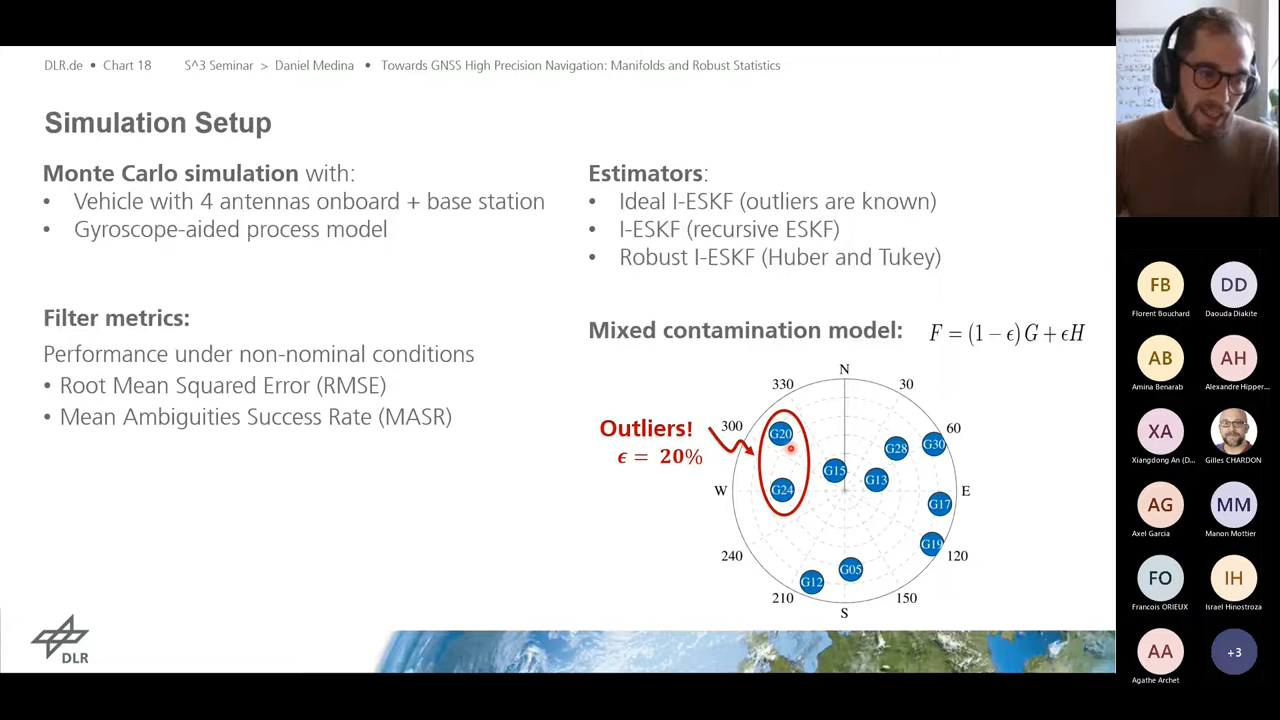 DLR.de • Chart 18 S^3 Seminar > Daniel Medina • Towards GNSS High Precision Navigation: Manifolds and Robust Statistics
Simulation Setup
Monte Carlo simulation with:
• Vehicle with 4 antennas onboard + base station
• Gyroscope-aided process model
Filter metrics:
Performance under non-nominal conditions
• Root Mean Squared Error (RMSE)
• Mean Ambiguities Success Rate (MASR)
Estimators:
• Ideal I-ESKF (outliers are known)
• I-ESKF (recursive ESKF)
• Robust I-ESKF (Huber and Tukey)
Mixed contamination model: F = (1 − ϵ) G + ϵH
Outliers!
ϵ = 20%
N
330 30
300 60
G20 G28 G30
G15 G13
W G24 E
G17
G19
240 120
G12 G05
210 150
S
DLR
FB DD
Florent Bouchard Daouda Diakite
AB AH
Amina Benarab Alexandre Hipper...
XA
Xiangdong An (D... Gilles CHARDON
AG MM
Axel Garcia Manon Mottier
FO IH
Francois ORIEUX Israel Hinostroza
AA +3
Agathe Archet